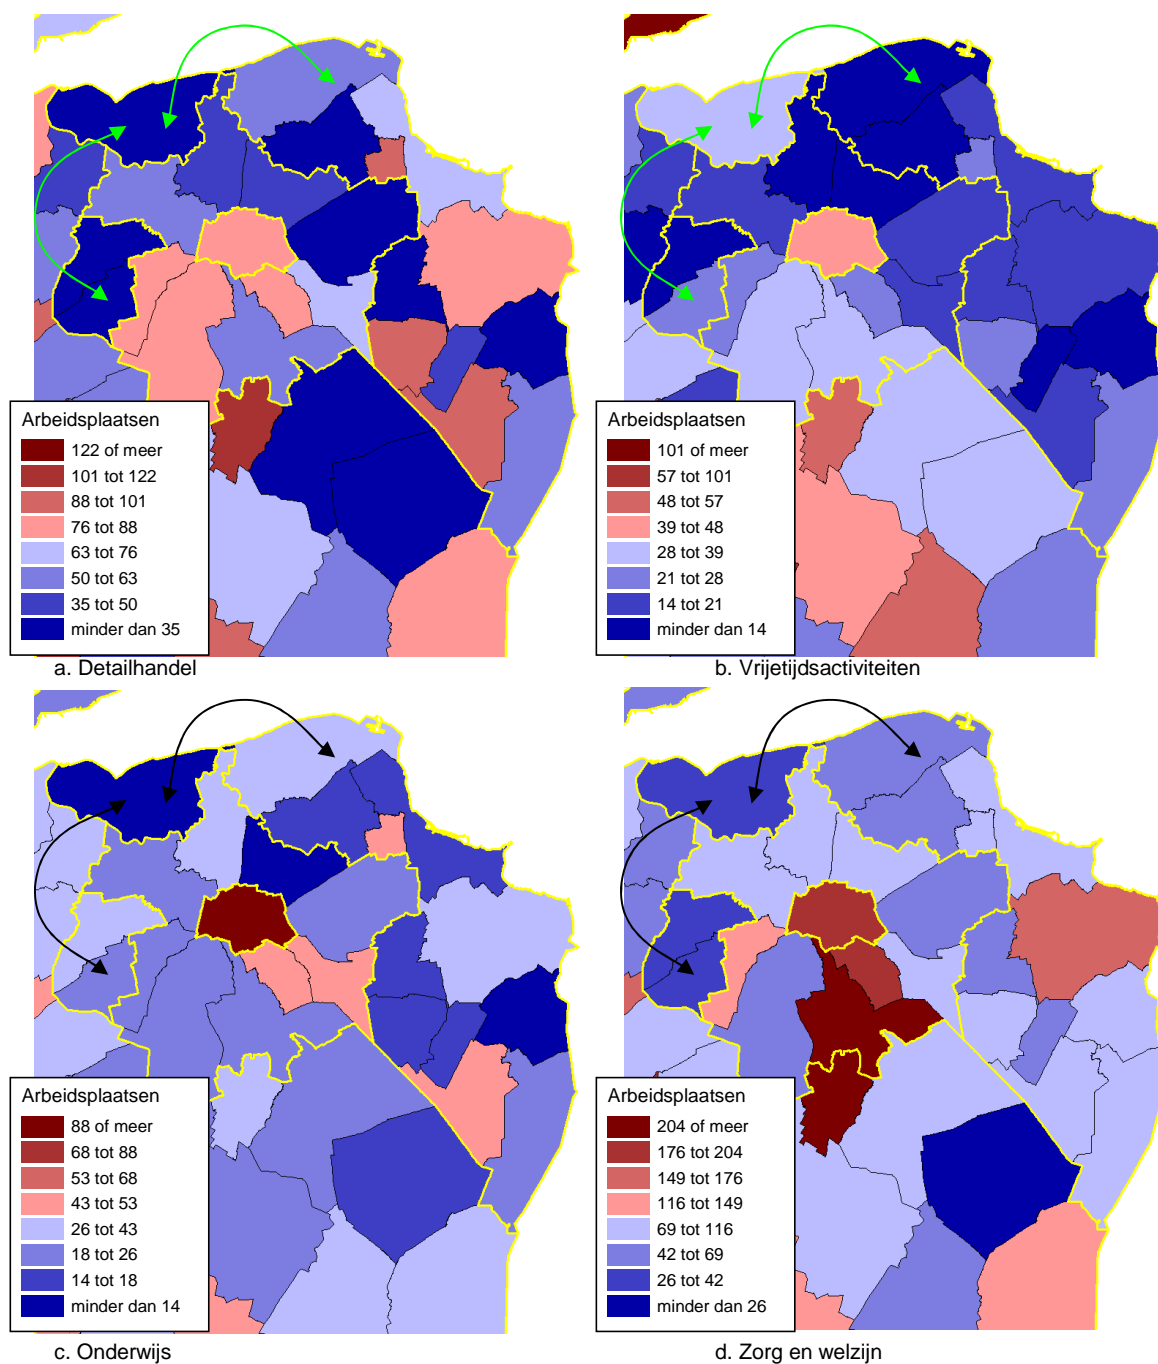 Arbeidsplaatsen
122 of meer
101 tot 122
88 tot 101
76 tot 88
63 tot 76
50 tot 63
35 tot 50
minder dan 35
a. Detailhandel
Arbeidsplaatsen
101 of meer
57 tot 101
48 tot 57
39 tot 48
28 tot 39
21 tot 28
14 tot 21
minder dan 14
b. Vrijetijdsactiviteiten
Arbeidsplaatsen
88 of meer
68 tot 88
53 tot 68
43 tot 53
26 tot 43
18 tot 26
14 tot 18
minder dan 14
c. Onderwijs
Arbeidsplaatsen
204 of meer
176 tot 204
149 tot 176
116 tot 149
69 tot 116
42 tot 69
26 tot 42
minder dan 26
d. Zorg en welzijn